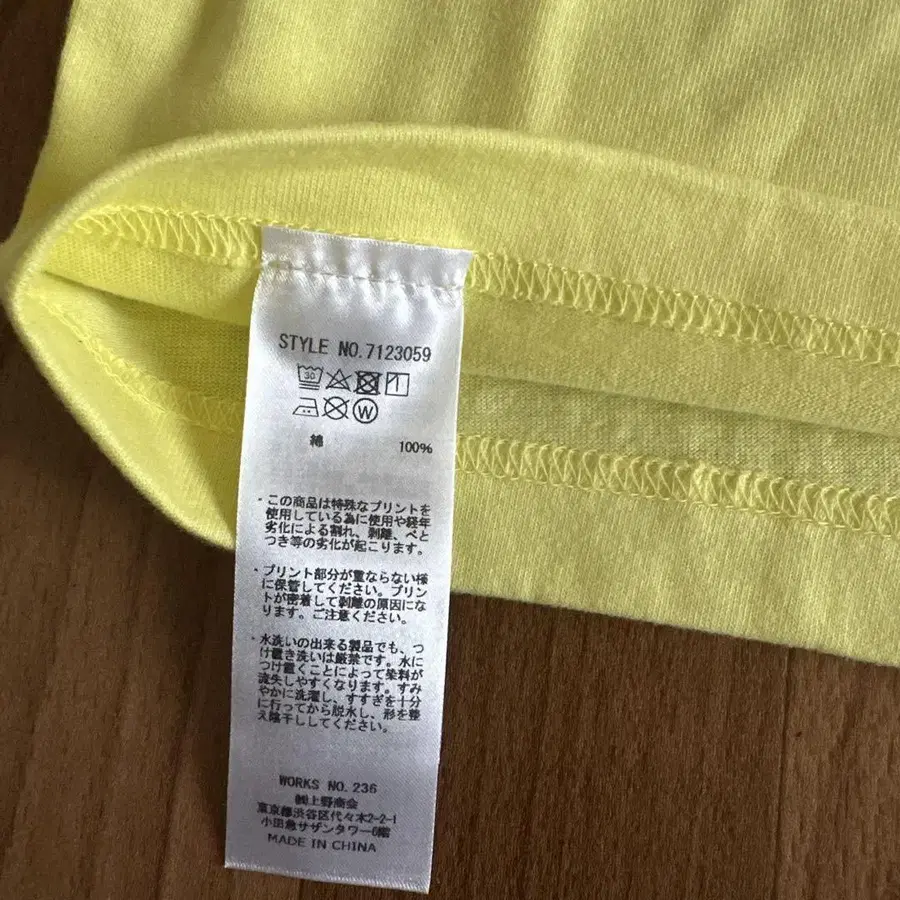 STYLE NO.7123059
30
W
綿 100%
・この商品は特殊なプリントを
使用している為に使用や経年
劣化による割れ、剥離、べと
つき等の劣化が起こります。
・プリント部分が重ならない様
に保管してください。プリン
トが密着して剥離の原因にな
ります。ご注意ください。
・水洗いの出来る製品でも、つ
け置き洗いは厳禁です。水に
つけ置くことによって染料が
流失しやすくなります。すみ
やかに洗濯し、すすぎを十分
に行ってから脱水し、形を整
え陰干ししてください。
WORKS NO.236
㈱上野商会
東京都渋谷区代々木2-2-1
小田急サザンタワー6階
MADE IN CHINA